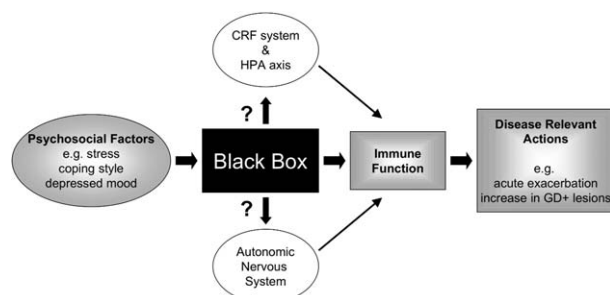 CRF system
&
HPA axis
?
Psychosocial Factors
e.g. stress
coping style
depressed mood
Black Box
Immune
Function
Disease Relevant
Actions
e.g.
acute exacerbation
increase in GD+ lesions
?
Autonomic
Nervous
System